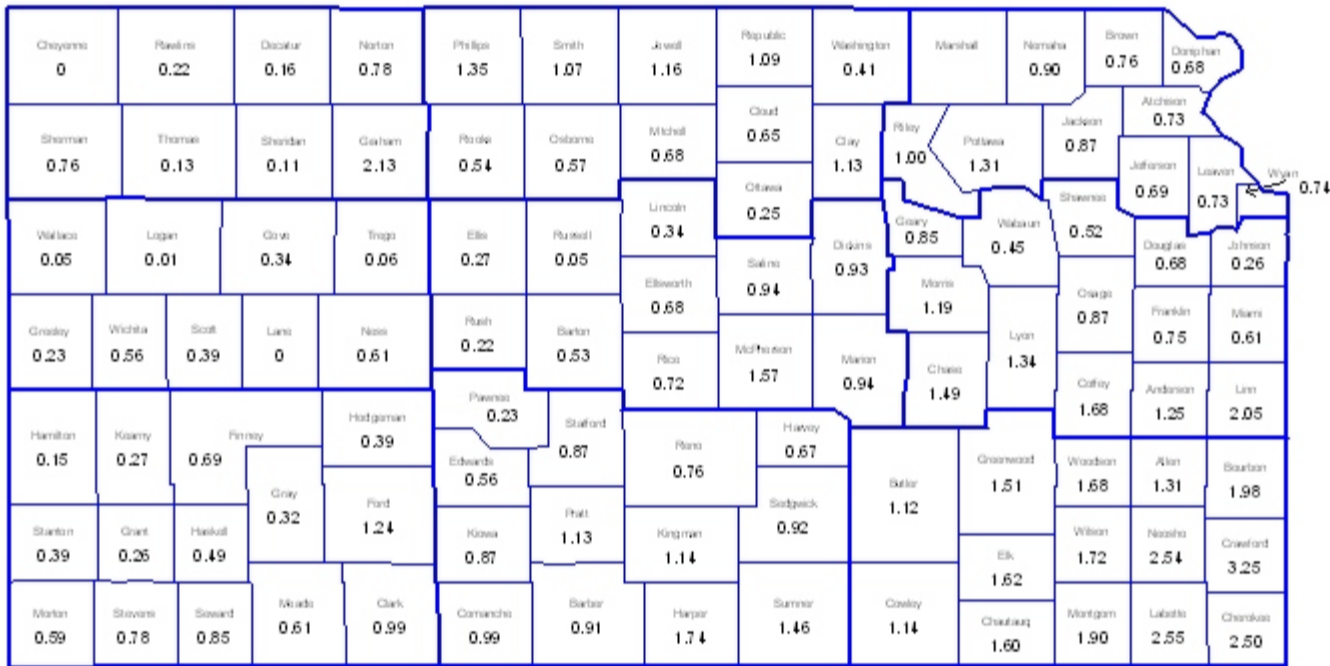 Cheyenne
0
Rawlins
0.22
Decatur
0.16
Norton
0.78
Phillips
1.35
Smith
1.07
Jewell
1.16
Republic
1.09
Washington
0.41
Marshall
Nemaha
0.90
Brown
0.76
Doniphan
0.68
Sherman
0.76
Thomas
0.13
Sheridan
0.11
Graham
2.13
Rooks
0.54
Osborne
0.57
Mitchell
0.68
Cloud
0.65
Clay
1.13
Riley
1.00
Pottawa
1.31
Jackson
0.87
Atchison
0.73
Jefferson
0.69
Leaven
0.73
Wyan
0.74
Ottawa
0.25
Wallace
0.05
Logan
0.01
Gove
0.34
Trego
0.06
Ellis
0.27
Russell
0.05
Lincoln
0.34
Dickins
0.93
Geary
0.85
Wabaun
0.45
Shawnee
0.52
Douglas
0.68
Johnson
0.26
Ellsworth
0.68
Saline
0.94
Morris
1.19
Osage
0.87
Franklin
0.75
Miami
0.61
Greeley
0.23
Wichita
0.56
Scott
0.39
Lane
0
Ness
0.61
Rush
0.22
Barton
0.53
Rice
0.72
McPherson
1.57
Marion
0.94
Chase
1.49
Lyon
1.34
Coffey
1.68
Anderson
1.25
Linn
2.05
Hamilton
0.15
Kearny
0.27
Finney
0.69
Hodgeman
0.39
Pawnee
0.23
Stafford
0.87
Reno
0.76
Harvey
0.67
Edwards
0.56
Gray
0.32
Ford
1.24
Butler
1.12
Greenwood
1.51
Woodson
1.68
Allen
1.31
Bourbon
1.98
Stanton
0.39
Grant
0.26
Haskell
0.49
Kiowa
0.87
Pratt
1.13
Kingman
1.14
Sedgwick
0.92
Elk
1.62
Wilson
1.72
Neosho
2.54
Crawford
3.25
Morton
0.59
Stevens
0.78
Seward
0.85
Meade
0.61
Clark
0.99
Comanche
0.99
Barber
0.91
Harper
1.74
Sumner
1.46
Cowley
1.14
Chautauq
1.60
Montgom
1.90
Labette
2.55
Cherokee
2.50